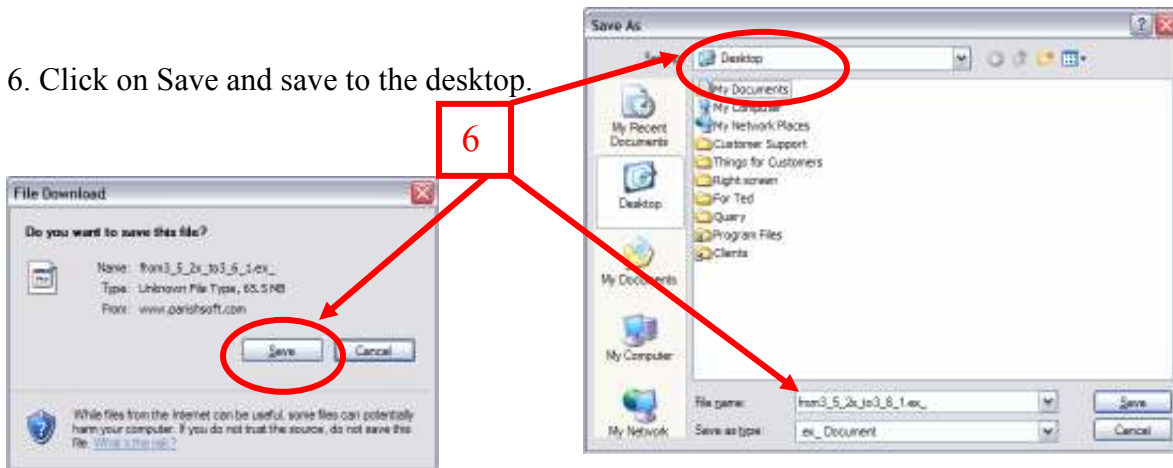 Save As
6. Click on Save and save to the desktop.
6
File Download
Do you want to save this file?
Name: from3_5_2x_to3_6_1.ex_
Type: Unknown File Type, 65.5 MB
From: www.parishsoft.com
Save Cancel
While files from the Internet can be useful, some files can potentially
harm your computer. If you do not trust the source, do not save this
file. What's the risk?
Desktop
My Recent
Documents
Desktop
My Documents
My Computer
My Network
My Documents
My Computer
My Network Places
Customer Support
Things for Customers
Right screen
For Ted
Query
Program Files
Clients
File name: from3_5_2x_to3_6_1.ex_ Save
Save as type: ex_ Document Cancel